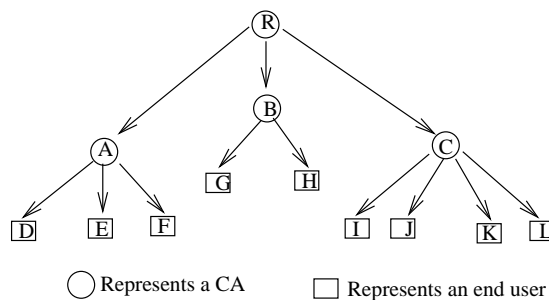 R
B
A
C
G H
D E F
I J K L
Represents a CA
Represents an end user